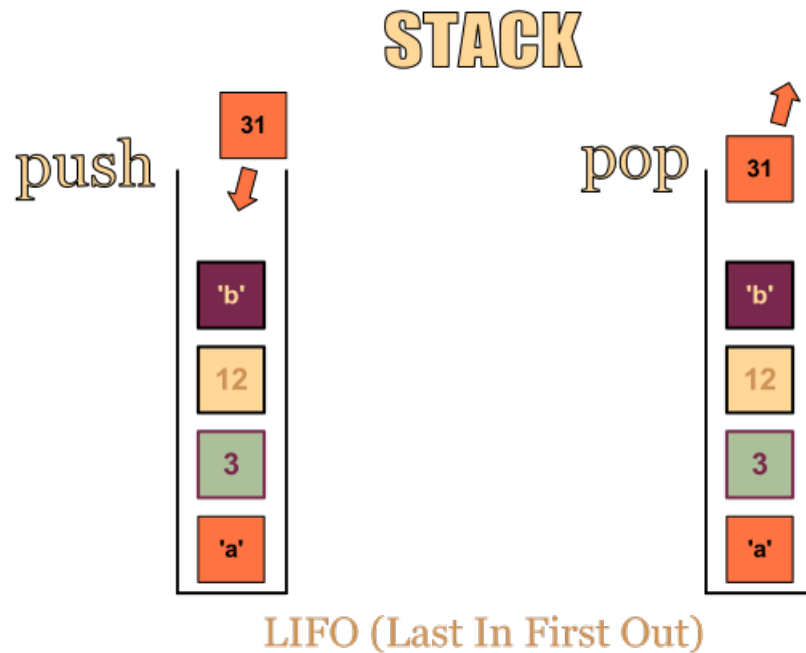 STACK
push
31
'b'
12
3
'a'
pop
31
'b'
12
3
'a'
LIFO (Last In First Out)